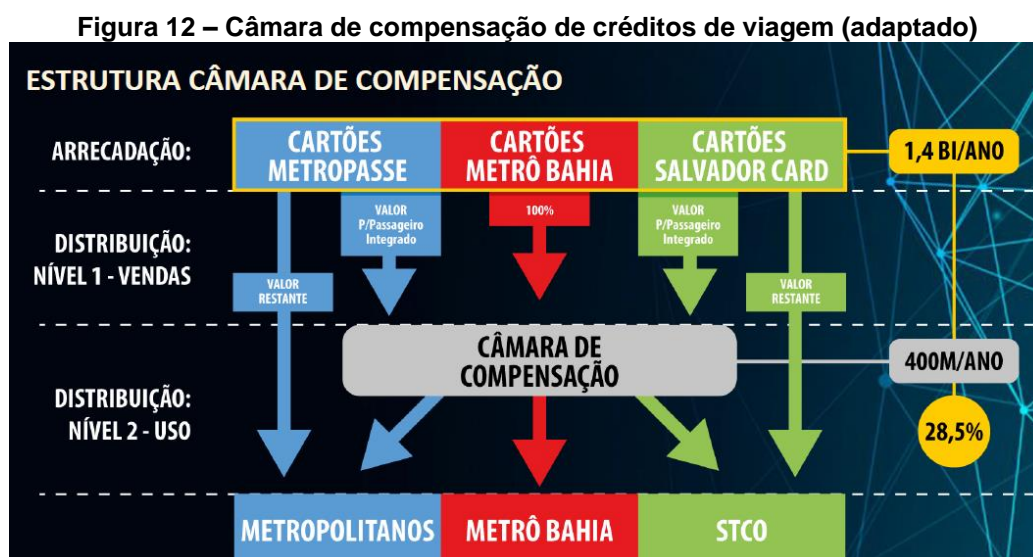 Figura 12 – Câmara de compensação de créditos de viagem (adaptado)
ESTRUTURA CÂMARA DE COMPENSAÇÃO
ARRECADAÇÃO:
CARTÕES
METROPASSE
CARTÕES
METRÔ BAHIA
CARTÕES
SALVADOR CARD
1,4 BI/ANO
DISTRIBUIÇÃO:
NÍVEL 1 - VENDAS
VALOR
RESTANTE
VALOR
P/Passageiro
Integrado
100%
VALOR
P/Passageiro
Integrado
VALOR
RESTANTE
CÂMARA DE
COMPENSAÇÃO
400M/ANO
DISTRIBUIÇÃO:
NÍVEL 2 - USO
28,5%
METROPOLITANOS
METRÔ BAHIA
STCO